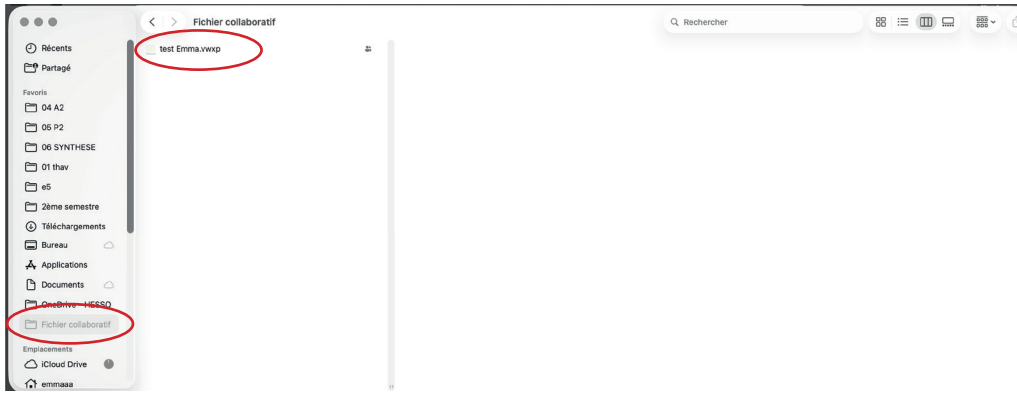 Fichier collaboratif
Rechercher
Récents
test Emma.vwxp
Partagé
Favoris
04 A2
05 P2
06 SYNTHESE
01 thav
e5
2ème semestre
Téléchargements
Bureau
Applications
Documents
OneDrive - HESSO
Fichier collaboratif
Emplacements
iCloud Drive
emmaaa